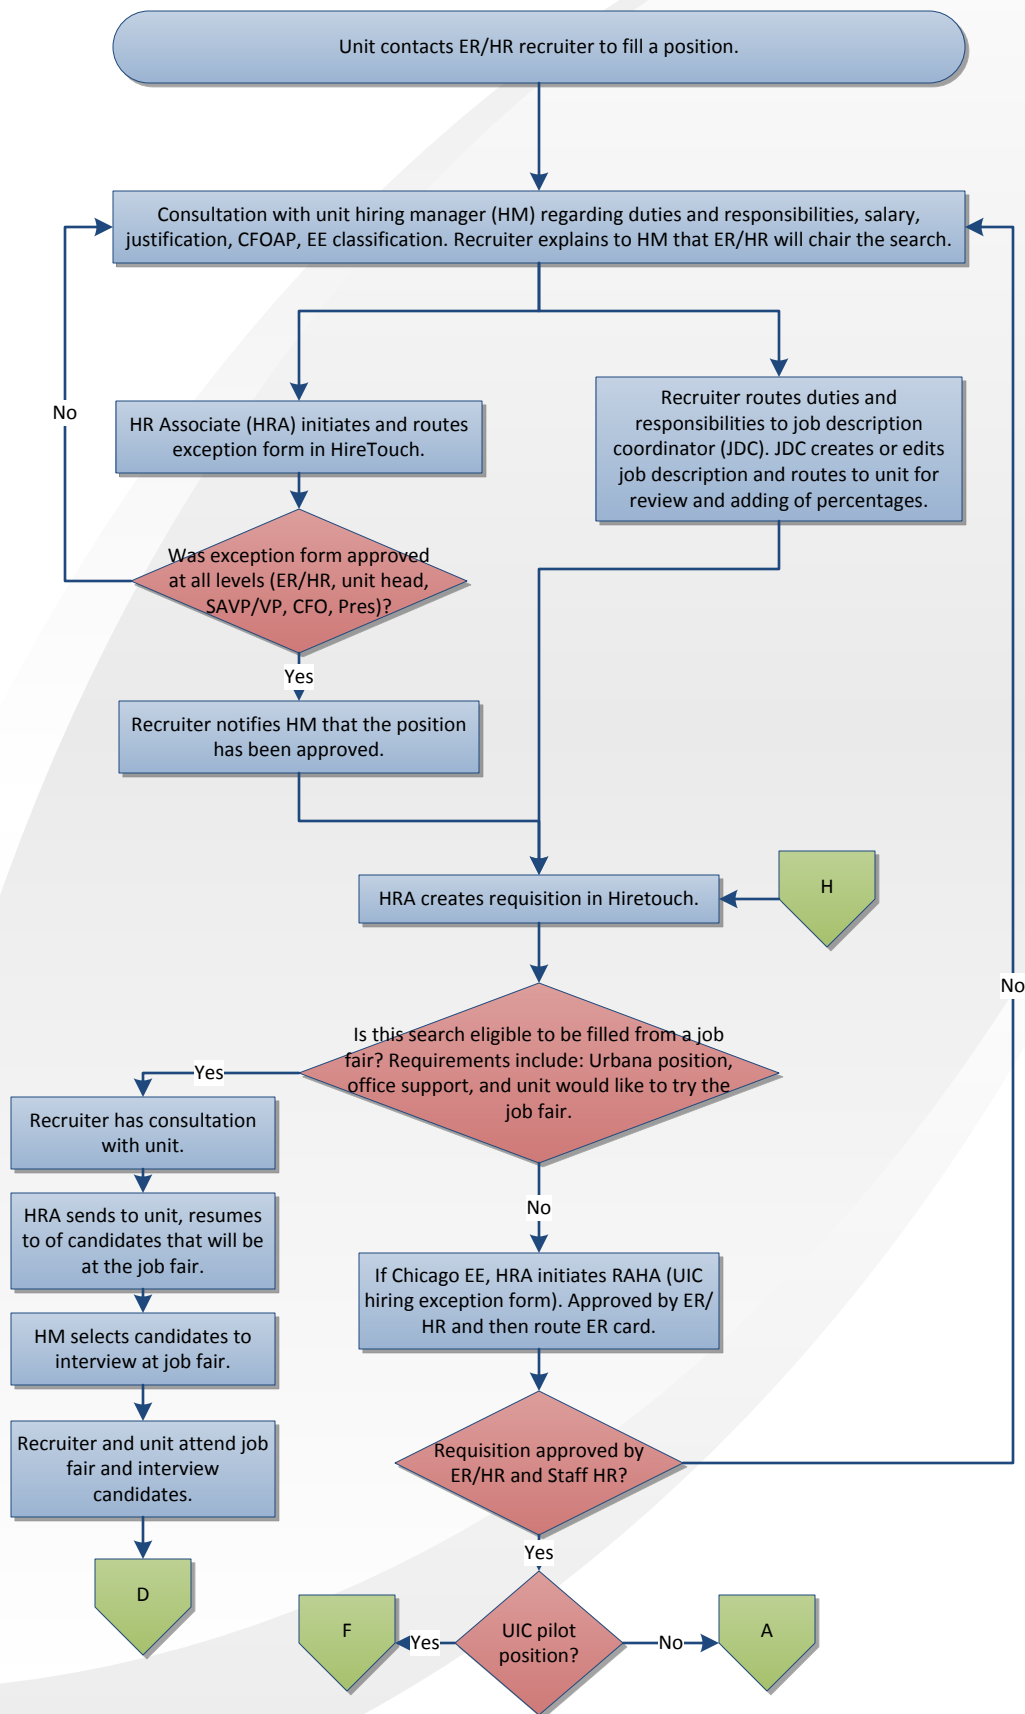 Unit contacts ER/HR recruiter to fill a position.
Consultation with unit hiring manager (HM) regarding duties and responsibilities, salary,
justification, CFOAP, EE classification. Recruiter explains to HM that ER/HR will chair the search.
No
HR Associate (HRA) initiates and routes
exception form in HireTouch.
Recruiter routes duties and
responsibilities to job description
coordinator (JDC). JDC creates or edits
job description and routes to unit for
review and adding of percentages.
Was exception form approved
at all levels (ER/HR, unit head,
SAVP/VP, CFO, Pres)?
Yes
Recruiter notifies HM that the position
has been approved.
HRA creates requisition in Hiretouch.
H
No
Is this search eligible to be filled from a job
fair? Requirements include: Urbana position,
office support, and unit would like to try the
job fair.
Yes
Recruiter has consultation
with unit.
HRA sends to unit, resumes
to of candidates that will be
at the job fair.
HM selects candidates to
interview at job fair.
Recruiter and unit attend job
fair and interview
candidates.
D
No
If Chicago EE, HRA initiates RAHA (UIC
hiring exception form). Approved by ER/
HR and then route ER card.
Requisition approved by
ER/HR and Staff HR?
Yes
UIC pilot
position?
Yes
F
No
A